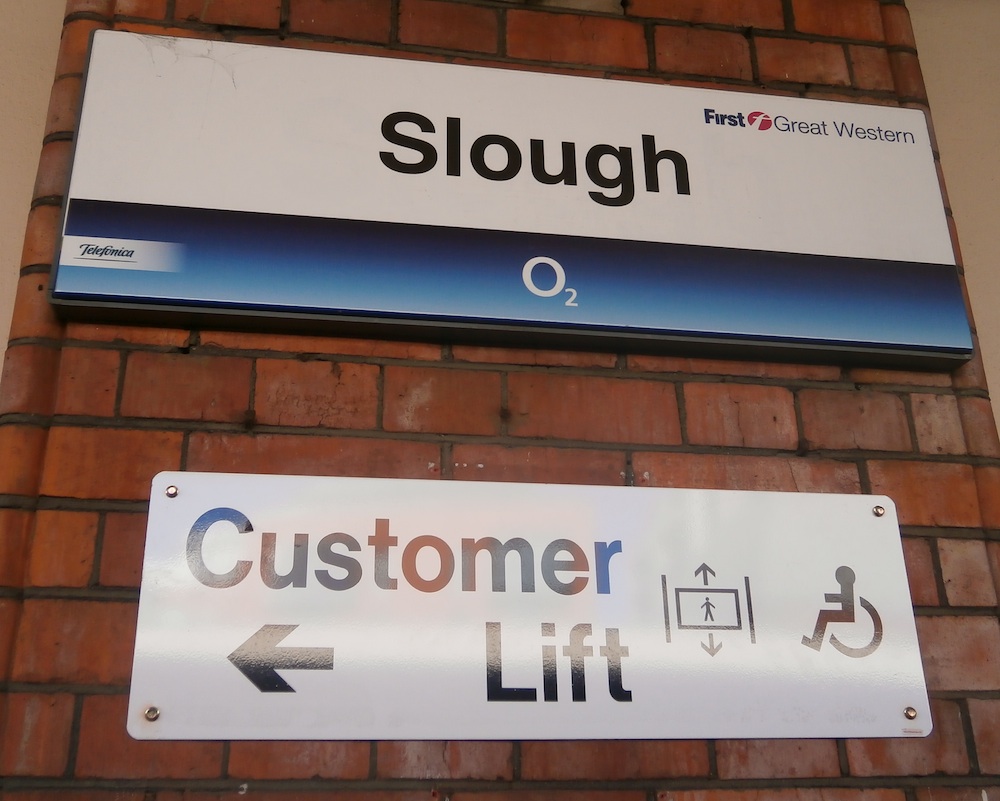 Slough
First Great Western
Telefónica
O2
Customer
Lift